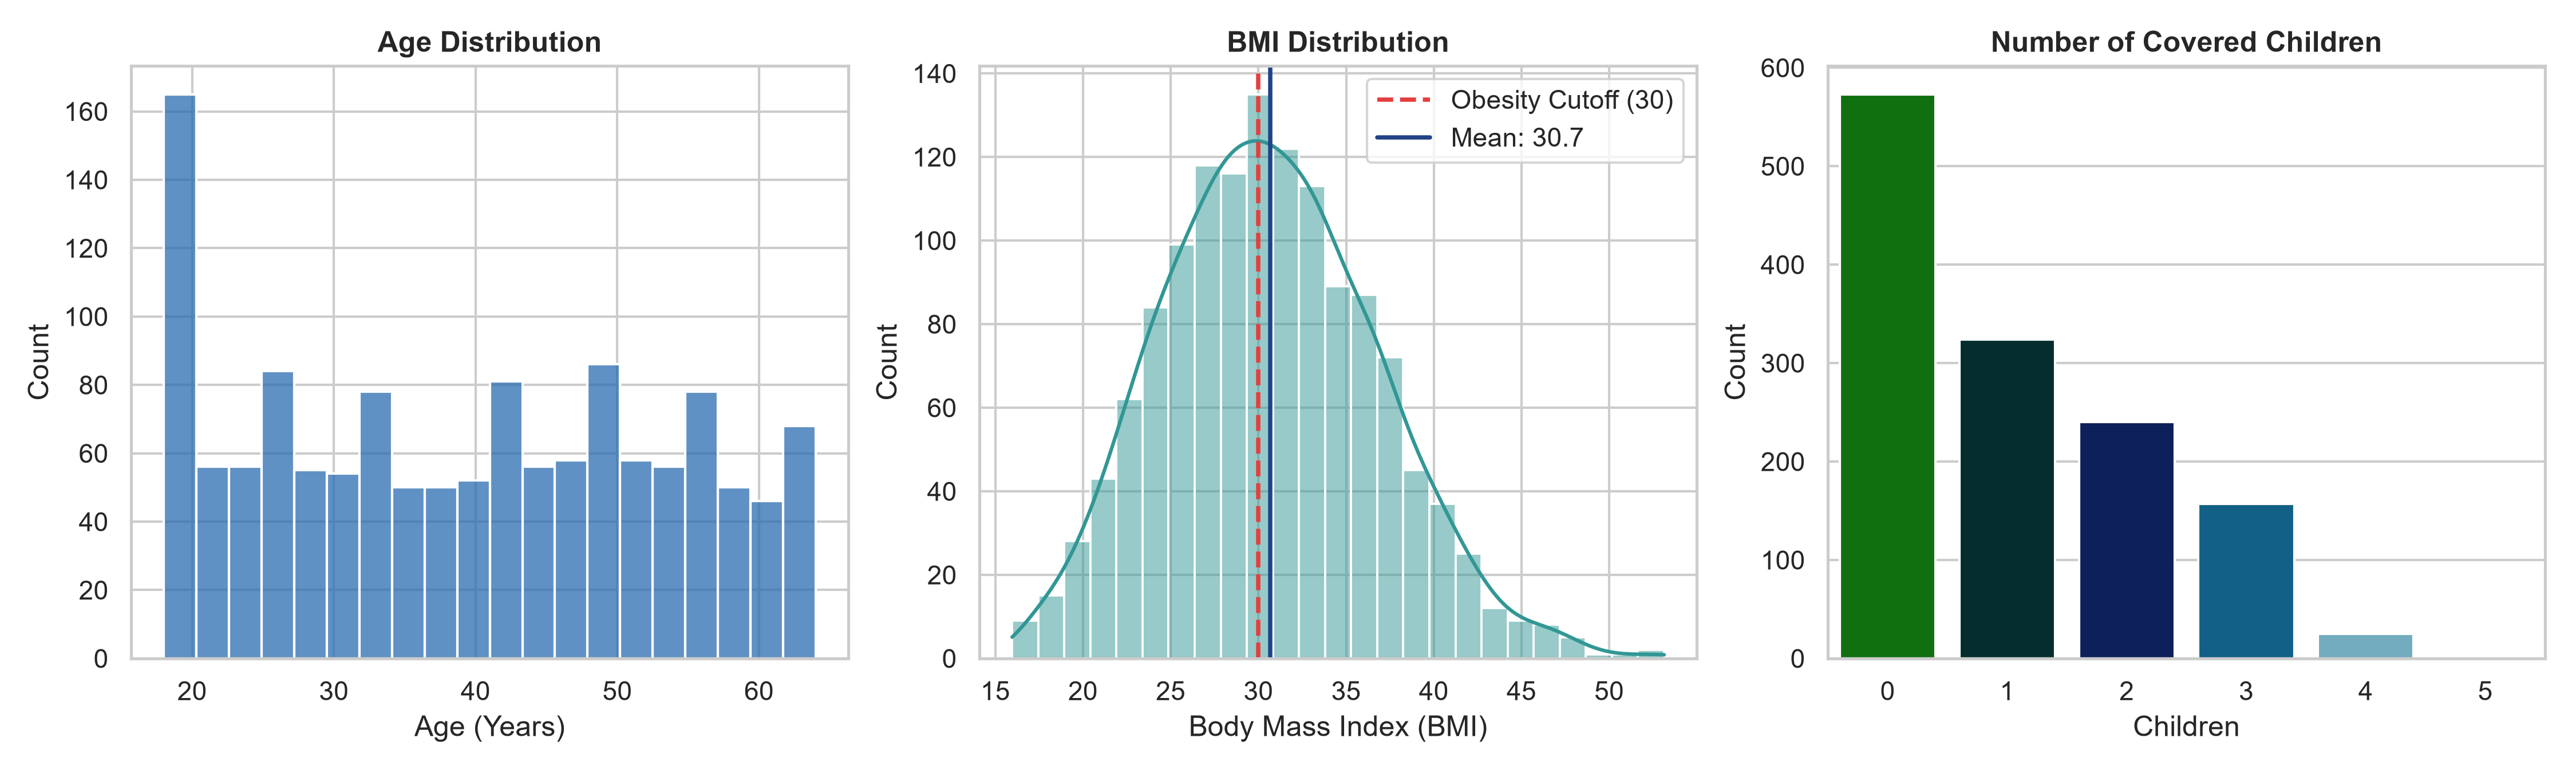 Age Distribution
160
140
120
100
80
60
40
20
0
Count
20 30 40 50 60
Age (Years)
BMI Distribution
140
120
100
80
60
40
20
0
Count
Obesity Cutoff (30)
Mean: 30.7
15 20 25 30 35 40 45 50
Body Mass Index (BMI)
Number of Covered Children
600
500
400
300
200
100
0
Count
0 1 2 3 4 5
Children